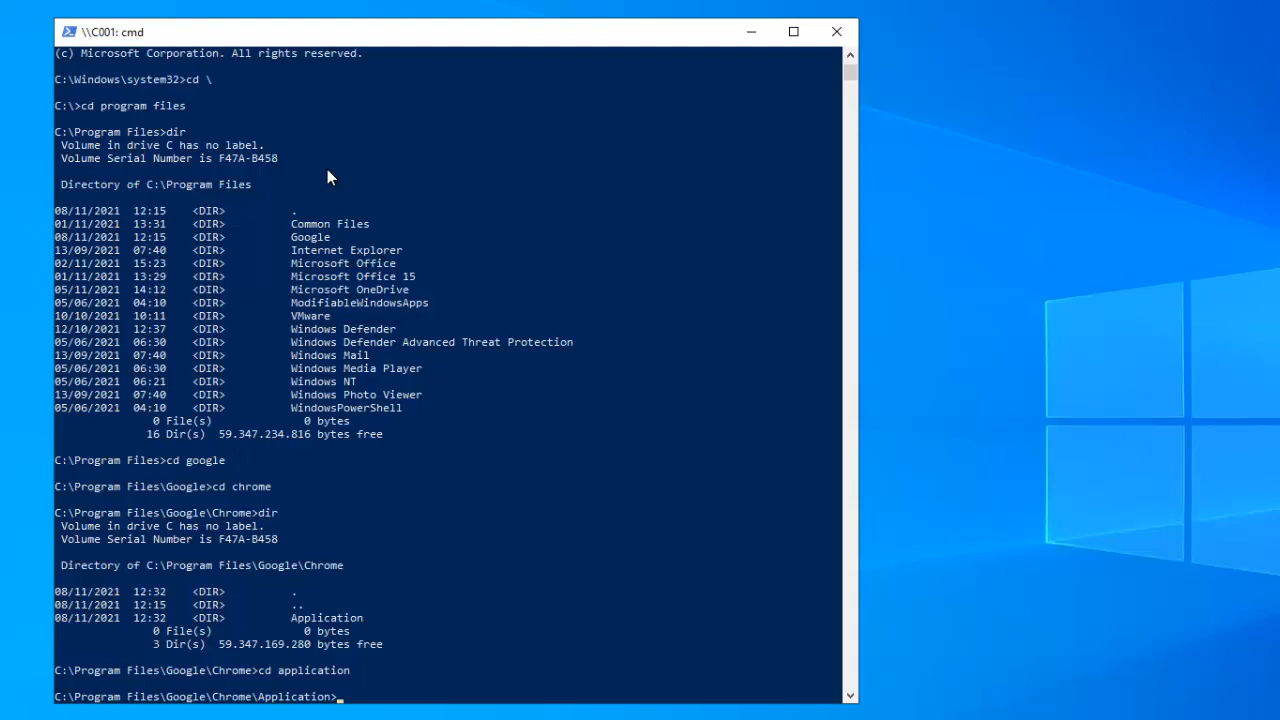 \\C001: cmd
(c) Microsoft Corporation. All rights reserved.
C:\Windows\system32>cd \
C:\>cd program files
C:\Program Files>dir
Volume in drive C has no label.
Volume Serial Number is F47A-B458
Directory of C:\Program Files
08/11/2021 12:15 <DIR> .
01/11/2021 13:31 <DIR> Common Files
08/11/2021 12:15 <DIR> Google
13/09/2021 07:40 <DIR> Internet Explorer
02/11/2021 15:23 <DIR> Microsoft Office
01/11/2021 13:29 <DIR> Microsoft Office 15
05/11/2021 14:12 <DIR> Microsoft OneDrive
05/06/2021 04:10 <DIR> ModifiableWindowsApps
10/10/2021 10:11 <DIR> VMware
12/10/2021 12:37 <DIR> Windows Defender
05/06/2021 06:30 <DIR> Windows Defender Advanced Threat Protection
13/09/2021 07:40 <DIR> Windows Mail
05/06/2021 06:30 <DIR> Windows Media Player
05/06/2021 06:21 <DIR> Windows NT
13/09/2021 07:40 <DIR> Windows Photo Viewer
05/06/2021 04:10 <DIR> WindowsPowerShell
0 File(s) 0 bytes
16 Dir(s) 59.347.234.816 bytes free
C:\Program Files>cd google
C:\Program Files\Google>cd chrome
C:\Program Files\Google\Chrome>dir
Volume in drive C has no label.
Volume Serial Number is F47A-B458
Directory of C:\Program Files\Google\Chrome
08/11/2021 12:32 <DIR> .
08/11/2021 12:15 <DIR> ..
08/11/2021 12:32 <DIR> Application
0 File(s) 0 bytes
3 Dir(s) 59.347.169.280 bytes free
C:\Program Files\Google\Chrome>cd application
C:\Program Files\Google\Chrome\Application>